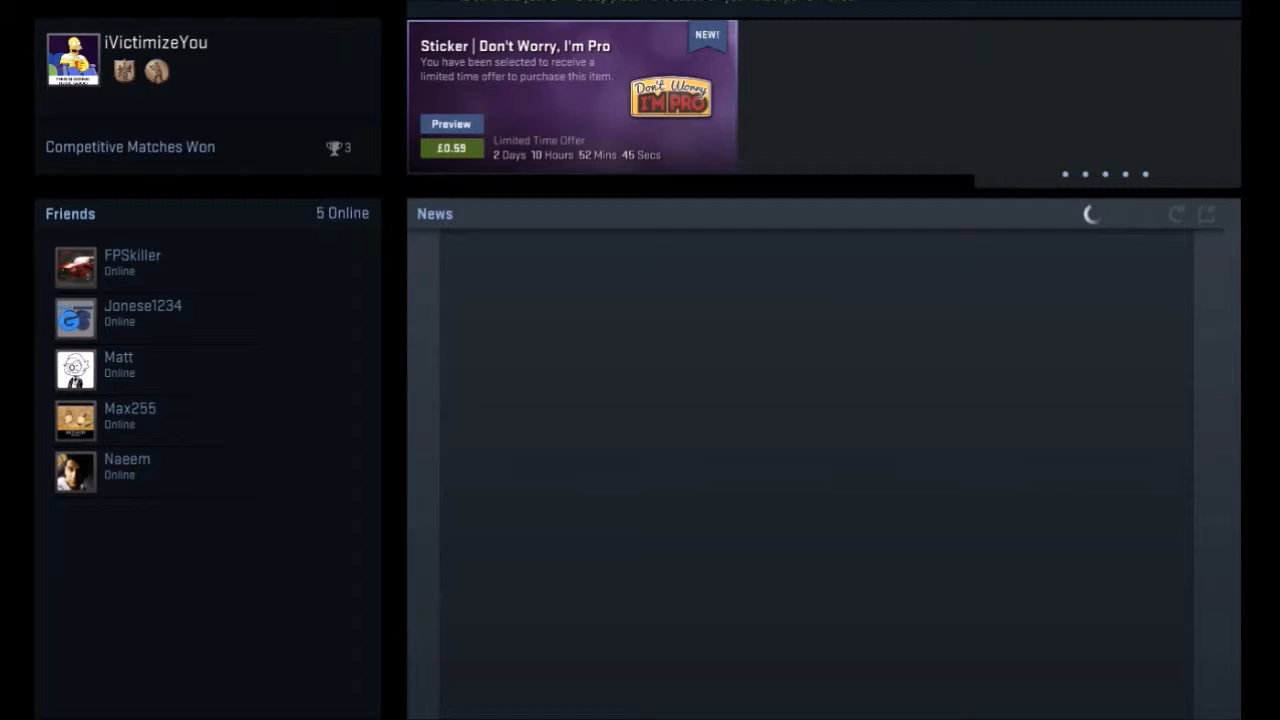 iVictimizeYou
Competitive Matches Won
3
Sticker | Don't Worry, I'm Pro
You have been selected to receive a
limited time offer to purchase this item.
NEW!
Don't Worry
I'M PRO
Preview
£0.59
Limited Time Offer
2 Days 10 Hours 52 Mins 45 Secs
Friends
5 Online
FPSkiller
Online
Jonese1234
Online
Matt
Online
Max255
Online
Naeem
Online
News